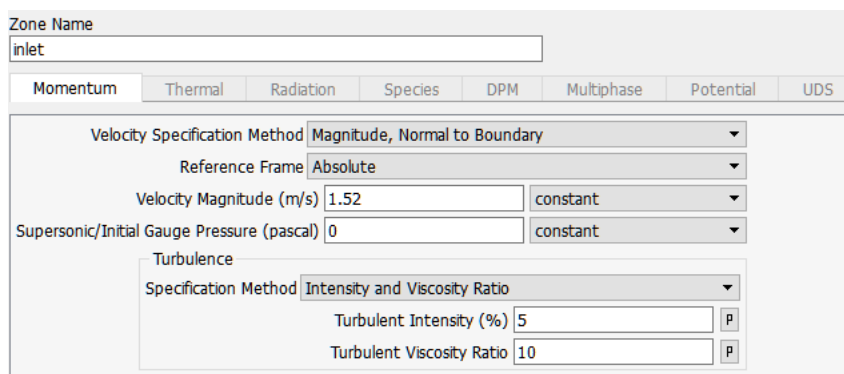 Zone Name
inlet
Momentum Thermal Radiation Species DPM Multiphase Potential UDS
Velocity Specification Method Magnitude, Normal to Boundary
Reference Frame Absolute
Velocity Magnitude (m/s) 1.52 constant
Supersonic/Initial Gauge Pressure (pascal) 0 constant
Turbulence
Specification Method Intensity and Viscosity Ratio
Turbulent Intensity (%) 5 P
Turbulent Viscosity Ratio 10 P